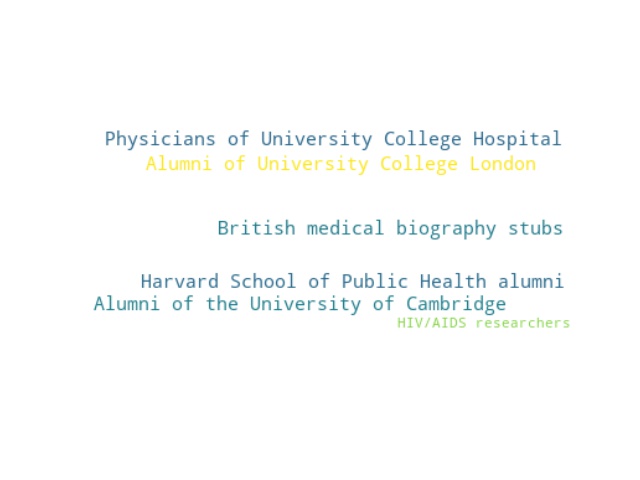 Physicians of University College Hospital
Alumni of University College London
British medical biography stubs
Harvard School of Public Health alumni
Alumni of the University of Cambridge
HIV/AIDS researchers